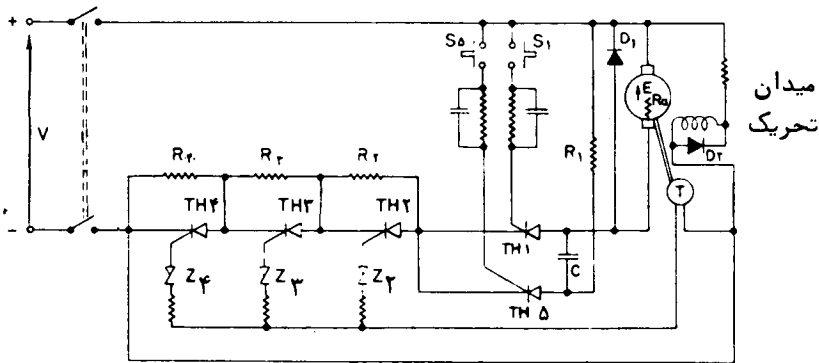 +
S۵
S۱
D۱
E
Ra
میدان
تحریک
V
R۴
R۳
R۲
R۱
D۲
T
TH۴
TH۳
TH۲
-
TH۱
C
Z۴
Z۳
Z۲
TH۵